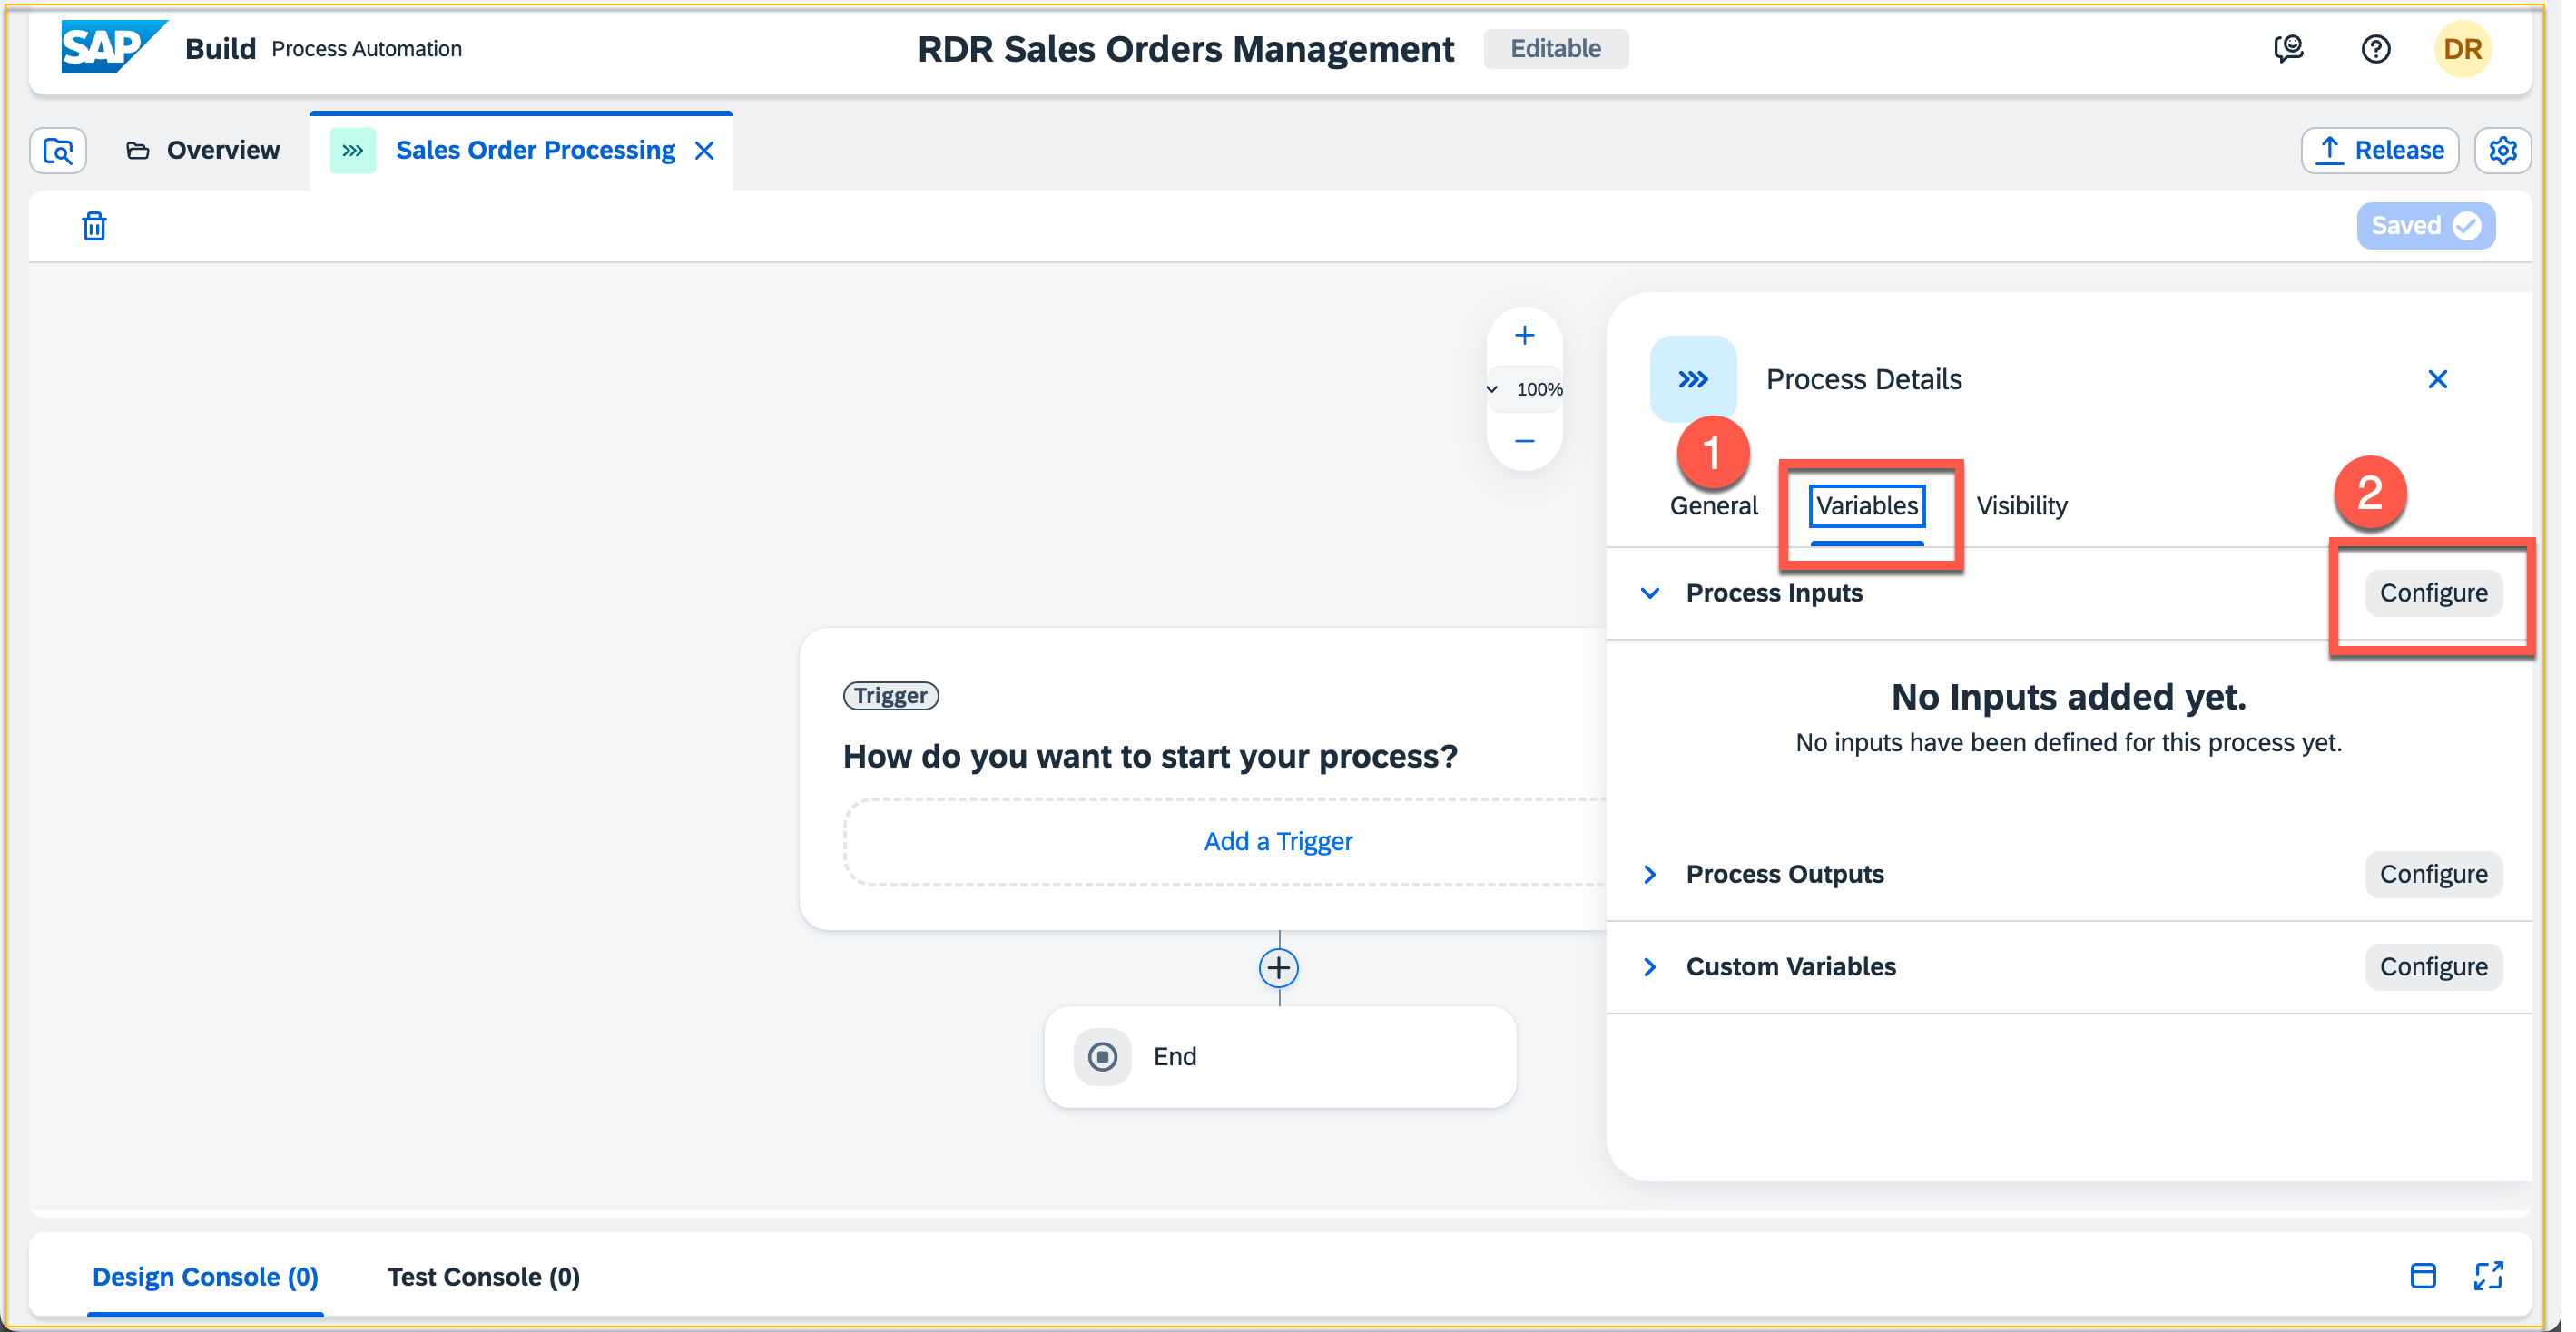 SAP Build Process Automation
RDR Sales Orders Management Editable
DR
Overview
Sales Order Processing
Release
Saved
100%
Process Details
1
2
General Variables Visibility
Process Inputs Configure
No Inputs added yet.
No inputs have been defined for this process yet.
Process Outputs Configure
Custom Variables Configure
Trigger
How do you want to start your process?
Add a Trigger
End
Design Console (0) Test Console (0)